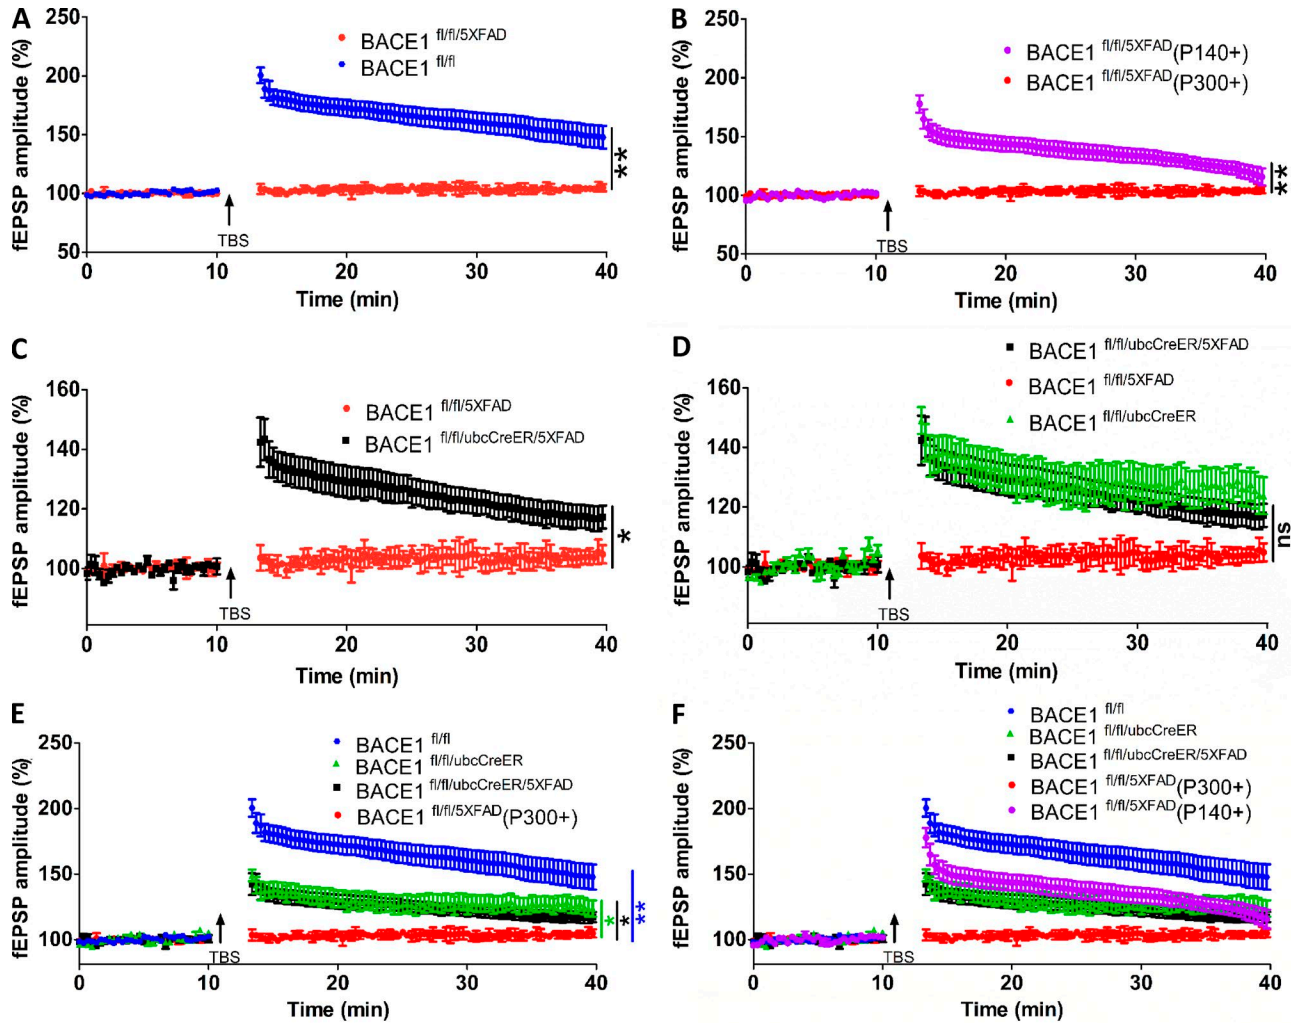 A
250
200
150
100
50
fEPSP amplitude (%)
BACE1 fl/fl/5XFAD
BACE1 fl/fl
**
TBS
0 10 20 30 40
Time (min)
B
250
200
150
100
50
fEPSP amplitude (%)
BACE1 fl/fl/5XFAD (P140+)
BACE1 fl/fl/5XFAD (P300+)
**
TBS
0 10 20 30 40
Time (min)
C
160
140
120
100
fEPSP amplitude (%)
BACE1 fl/fl/5XFAD
BACE1 fl/fl/ubcCreER/5XFAD
*
TBS
0 10 20 30 40
Time (min)
D
160
140
120
100
fEPSP amplitude (%)
BACE1 fl/fl/ubcCreER/5XFAD
BACE1 fl/fl/5XFAD
BACE1 fl/fl/ubcCreER
ns
TBS
0 10 20 30 40
Time (min)
E
250
200
150
100
fEPSP amplitude (%)
BACE1 fl/fl
BACE1 fl/fl/ubcCreER
BACE1 fl/fl/ubcCreER/5XFAD
BACE1 fl/fl/5XFAD (P300+)
* * **
TBS
0 10 20 30 40
Time (min)
F
250
200
150
100
fEPSP amplitude (%)
BACE1 fl/fl
BACE1 fl/fl/ubcCreER
BACE1 fl/fl/ubcCreER/5XFAD
BACE1 fl/fl/5XFAD (P300+)
BACE1 fl/fl/5XFAD (P140+)
TBS
0 10 20 30 40
Time (min)